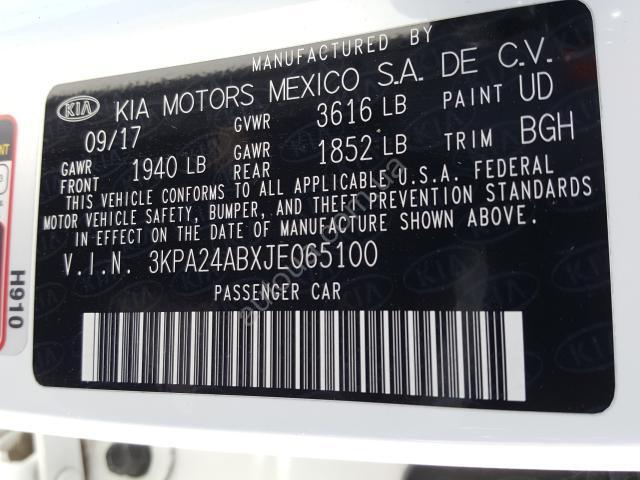 MANUFACTURED BY
KIA KIA MOTORS MEXICO S.A. DE C.V.
09/17 GVWR 3616 LB PAINT UD
GAWR FRONT 1940 LB GAWR REAR 1852 LB TRIM BGH
THIS VEHICLE CONFORMS TO ALL APPLICABLE U.S.A. FEDERAL
MOTOR VEHICLE SAFETY, BUMPER, AND THEFT PREVENTION STANDARDS
IN EFFECT ON THE DATE OF MANUFACTURE SHOWN ABOVE.
V.I.N. 3KPA24ABXJE065100
PASSENGER CAR
H910